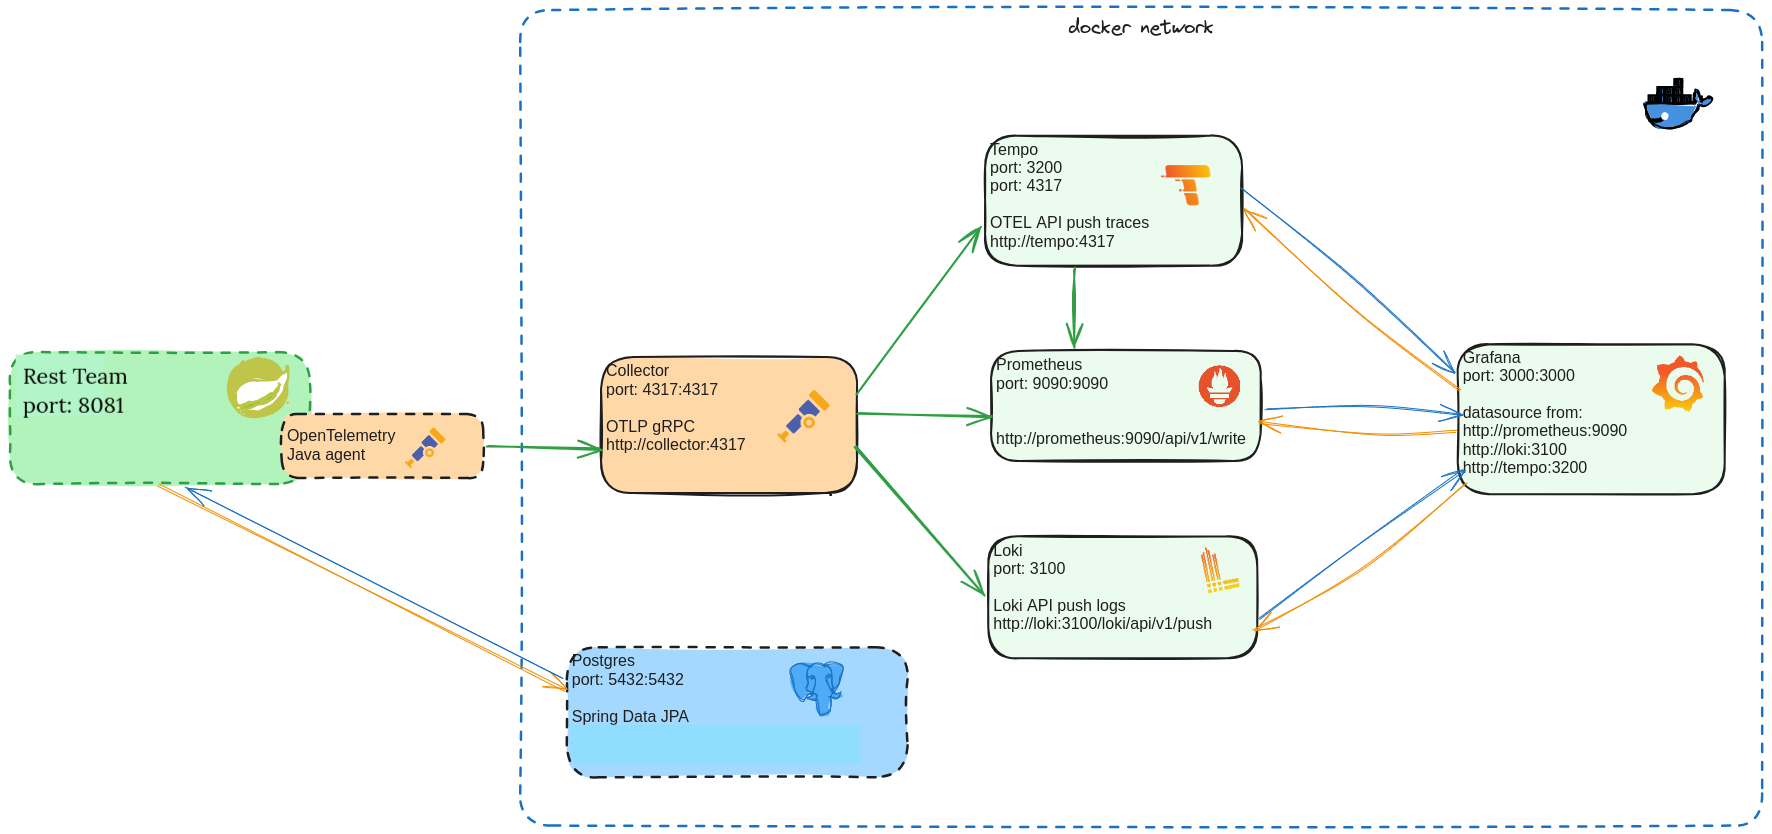 docker network
Tempo
port: 3200
port: 4317
OTEL API push traces
http://tempo:4317
Rest Team
port: 8081
OpenTelemetry
Java agent
Collector
port: 4317:4317
OTLP gRPC
http://collector:4317
Prometheus
port: 9090:9090
http://prometheus:9090/api/v1/write
Grafana
port: 3000:3000
datasource from:
http://prometheus:9090
http://loki:3100
http://tempo:3200
Loki
port: 3100
Loki API push logs
http://loki:3100/loki/api/v1/push
Postgres
port: 5432:5432
Spring Data JPA